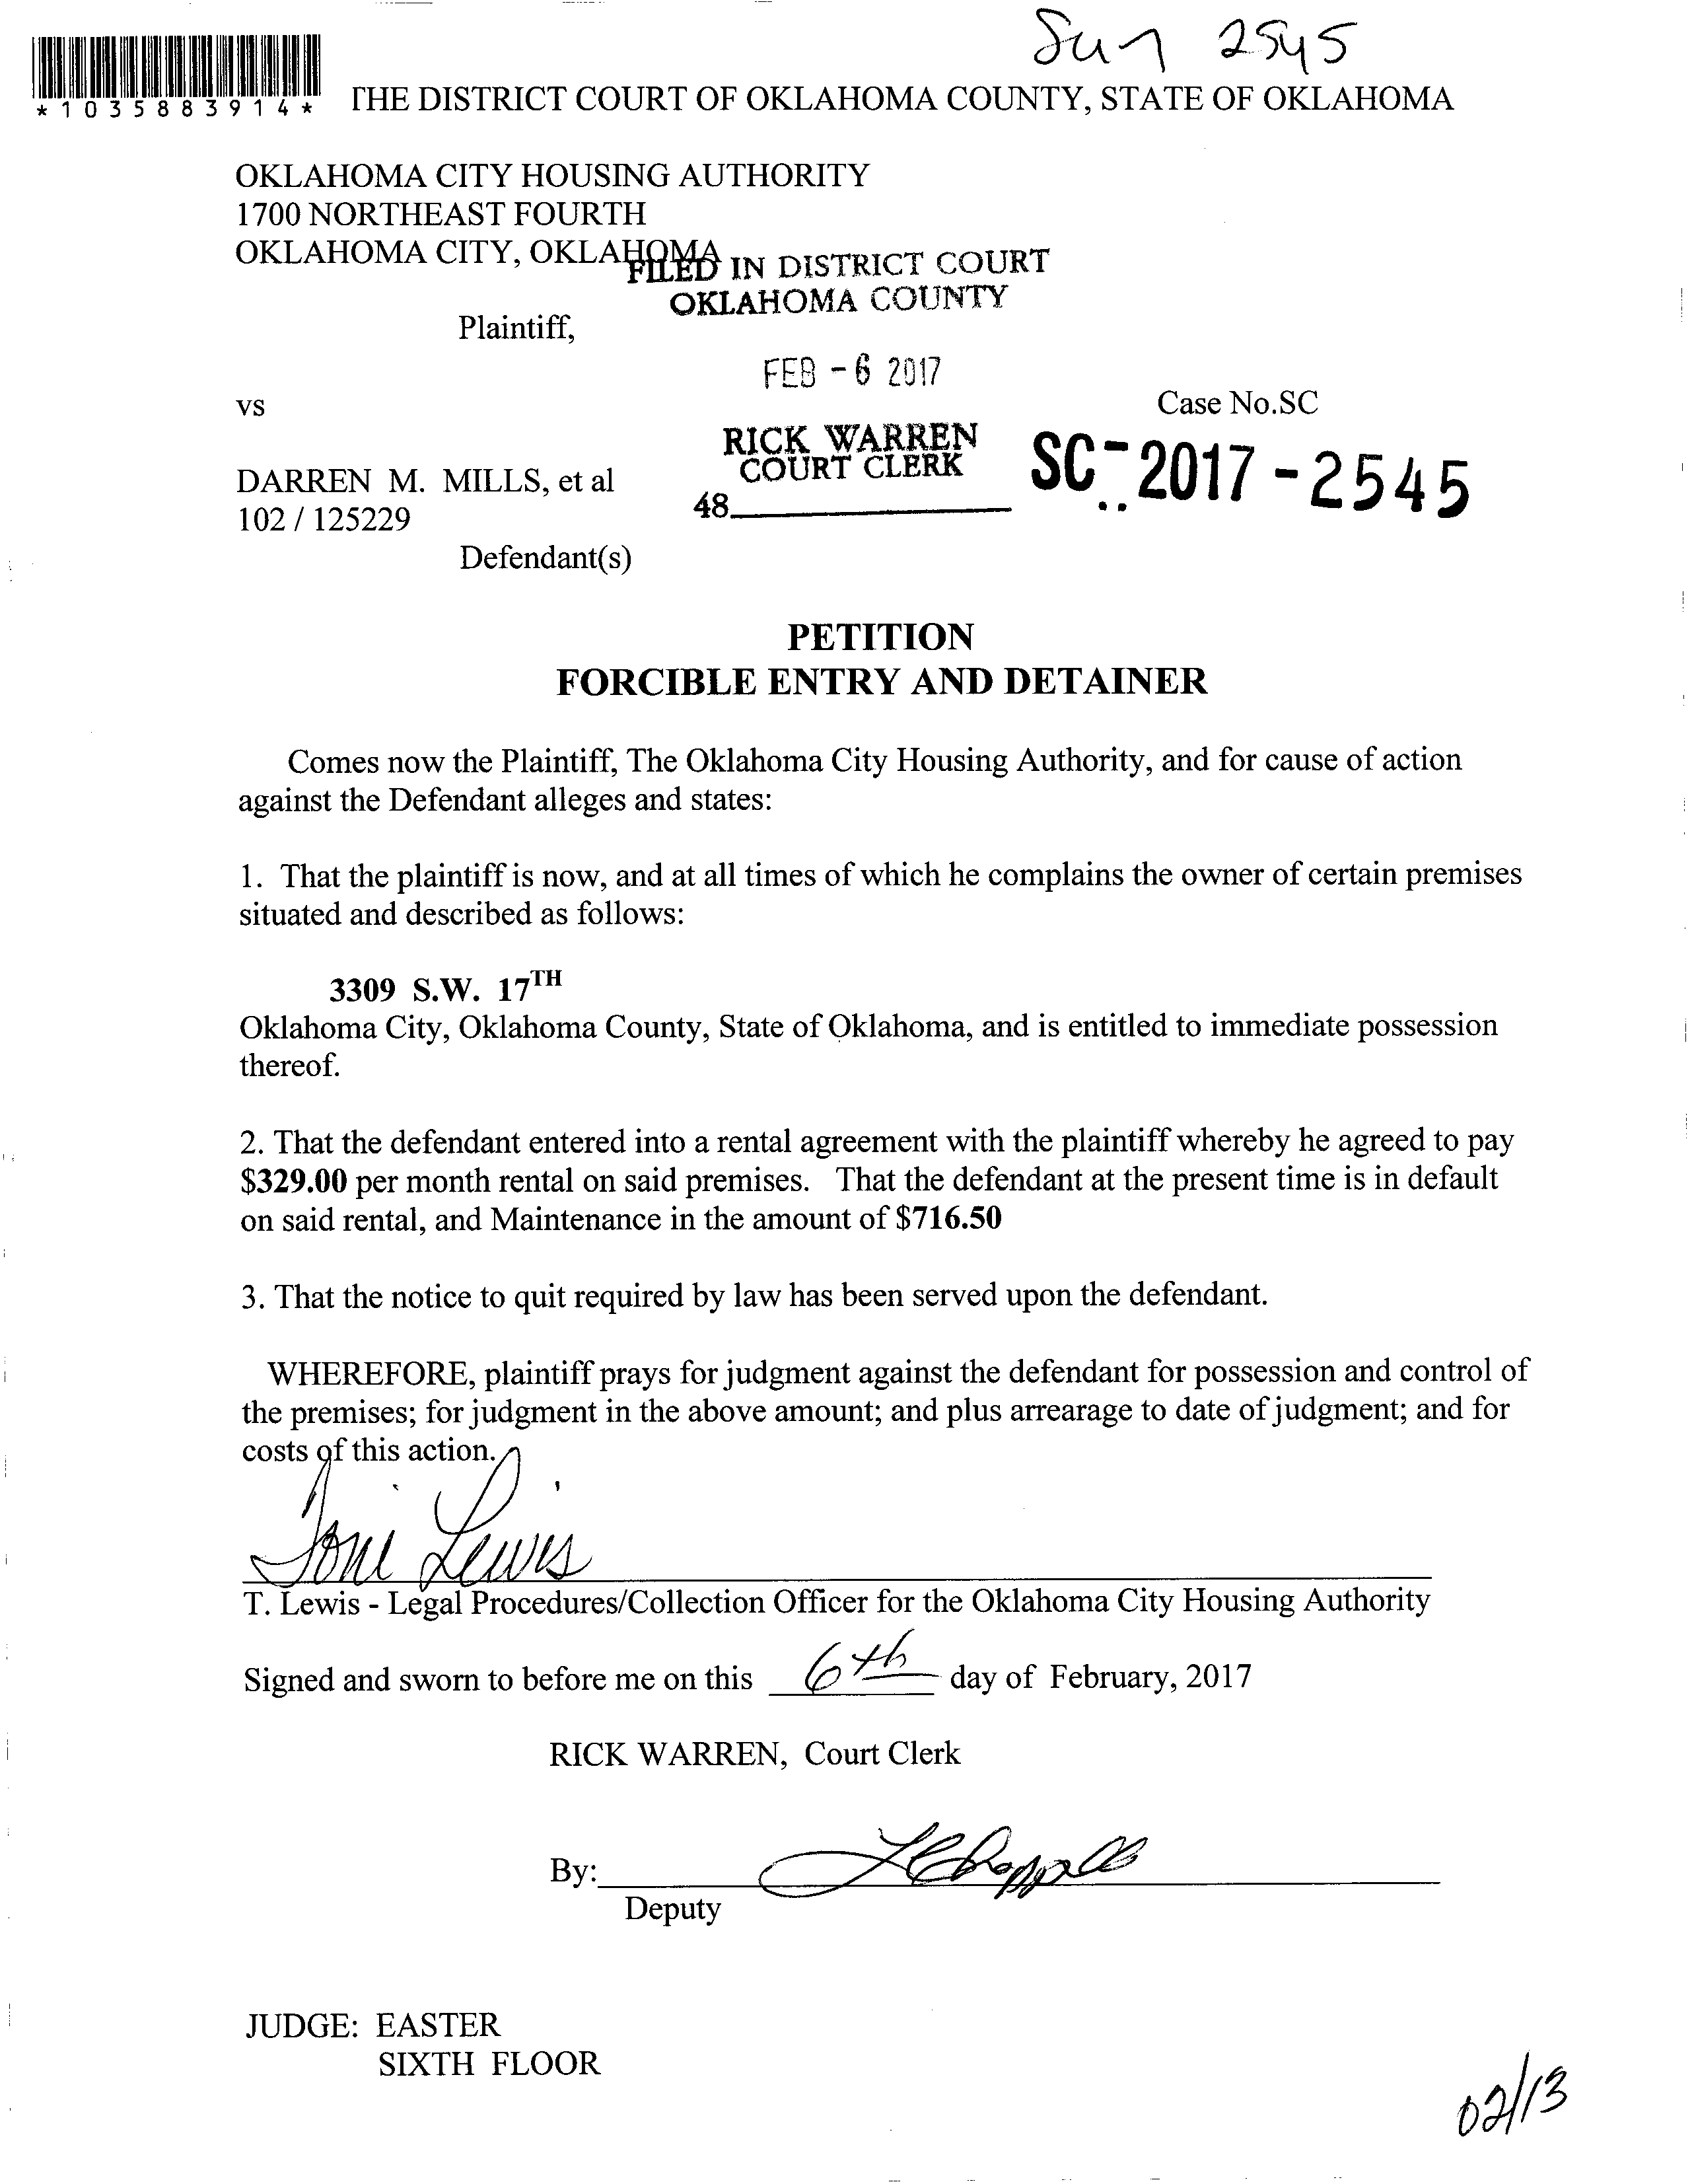 Sun 2545
*1035883914*
THE DISTRICT COURT OF OKLAHOMA COUNTY, STATE OF OKLAHOMA
OKLAHOMA CITY HOUSING AUTHORITY
1700 NORTHEAST FOURTH
OKLAHOMA CITY, OKLAHOMA
FILED IN DISTRICT COURT
OKLAHOMA COUNTY
Plaintiff,
FEB - 6 2017
vs
Case No.SC
RICK WARREN
COURT CLERK
SC-2017-2545
DARREN M. MILLS, et al
48
102 / 125229
Defendant(s)
PETITION
FORCIBLE ENTRY AND DETAINER
Comes now the Plaintiff, The Oklahoma City Housing Authority, and for cause of action
against the Defendant alleges and states:
1. That the plaintiff is now, and at all times of which he complains the owner of certain premises
situated and described as follows:
3309 S.W. 17TH
Oklahoma City, Oklahoma County, State of Oklahoma, and is entitled to immediate possession
thereof.
2. That the defendant entered into a rental agreement with the plaintiff whereby he agreed to pay
$329.00 per month rental on said premises. That the defendant at the present time is in default
on said rental, and Maintenance in the amount of $716.50
3. That the notice to quit required by law has been served upon the defendant.
WHEREFORE, plaintiff prays for judgment against the defendant for possession and control of
the premises; for judgment in the above amount; and plus arrearage to date of judgment; and for
costs of this action.
Toni Lewis
T. Lewis - Legal Procedures/Collection Officer for the Oklahoma City Housing Authority
Signed and sworn to before me on this 6th day of February, 2017
RICK WARREN, Court Clerk
By:
Deputy
JUDGE: EASTER
SIXTH FLOOR
02/13